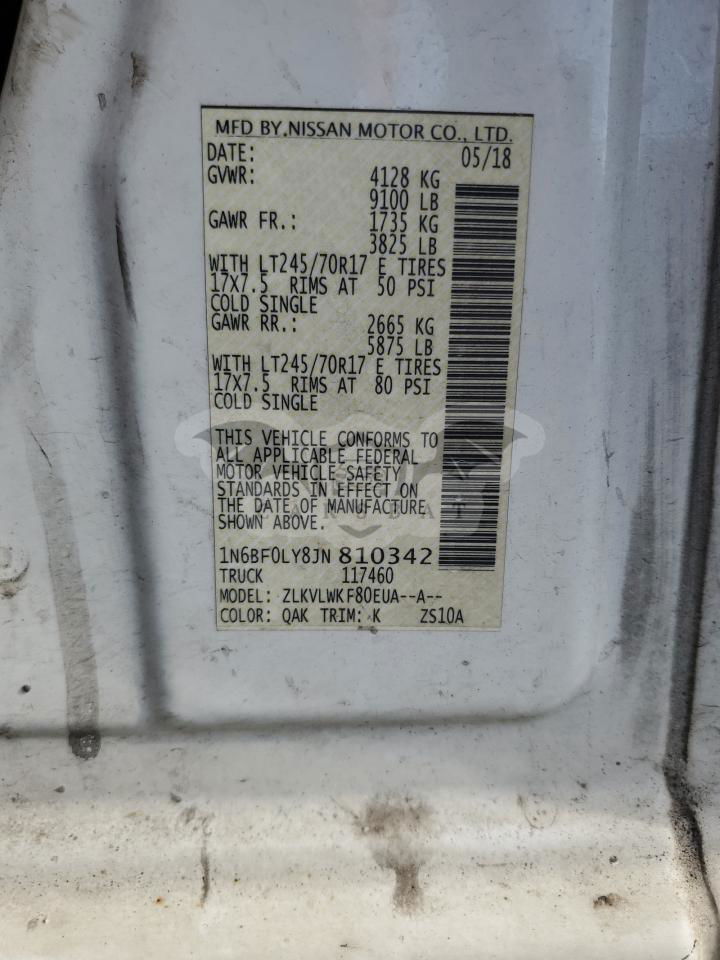 MFD BY.NISSAN MOTOR CO., LTD.
DATE: 05/18
GVWR: 4128 KG
9100 LB
GAWR FR.: 1735 KG
3825 LB
WITH LT245/70R17 E TIRES
17X7.5 RIMS AT 50 PSI
COLD SINGLE
GAWR RR.: 2665 KG
5875 LB
WITH LT245/70R17 E TIRES
17X7.5 RIMS AT 80 PSI
COLD SINGLE
THIS VEHICLE CONFORMS TO
ALL APPLICABLE FEDERAL
MOTOR VEHICLE SAFETY
STANDARDS IN EFFECT ON
THE DATE OF MANUFACTURE
SHOWN ABOVE.
1N6BF0LY8JN 810342
TRUCK 117460
MODEL: ZLKVLWKF80EUA--A--
COLOR: QAK TRIM: K ZS10A